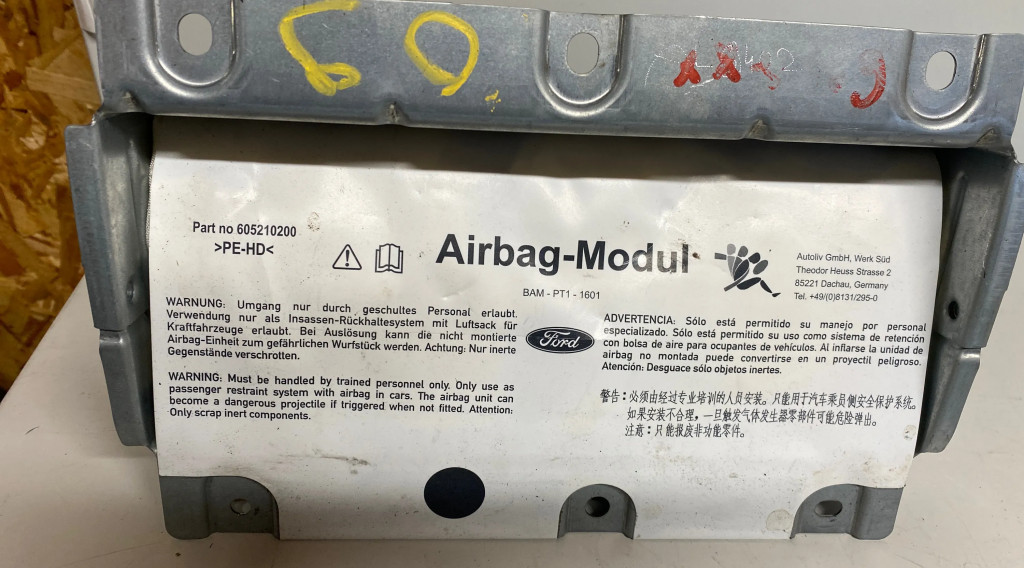 60
Part no 605210200
>PE-HD<
Airbag-Modul
BAM - PT1 - 1601
Autoliv GmbH, Werk Süd
Theodor Heuss Strasse 2
85221 Dachau, Germany
Tel. +49/(0)8131/295-0
WARNUNG: Umgang nur durch geschultes Personal erlaubt.
Verwendung nur als Insassen-Rückhaltesystem mit Luftsack für
Kraftfahrzeuge erlaubt. Bei Auslösung kann die nicht montierte
Airbag-Einheit zum gefährlichen Wurfstück werden. Achtung: Nur inerte
Gegenstände verschrotten.
WARNING: Must be handled by trained personnel only. Only use as
passenger restraint system with airbag in cars. The airbag unit can
become a dangerous projectile if triggered when not fitted. Attention:
Only scrap inert components.
Ford
ADVERTENCIA: Sólo está permitido su manejo por personal
especializado. Sólo está permitido su uso como sistema de retención
con bolsa de aire para ocupantes de vehículos. Al inflarse la unidad de
airbag no montada puede convertirse en un proyectil peligroso.
Atención: Desguace sólo objetos inertes.
警告：必须由经过专业培训的人员安装。只能用于汽车乘员侧安全保护系统。
如果安装不合理，一旦触发气体发生器零部件可能危险弹出。
注意：只能报废非功能零件。